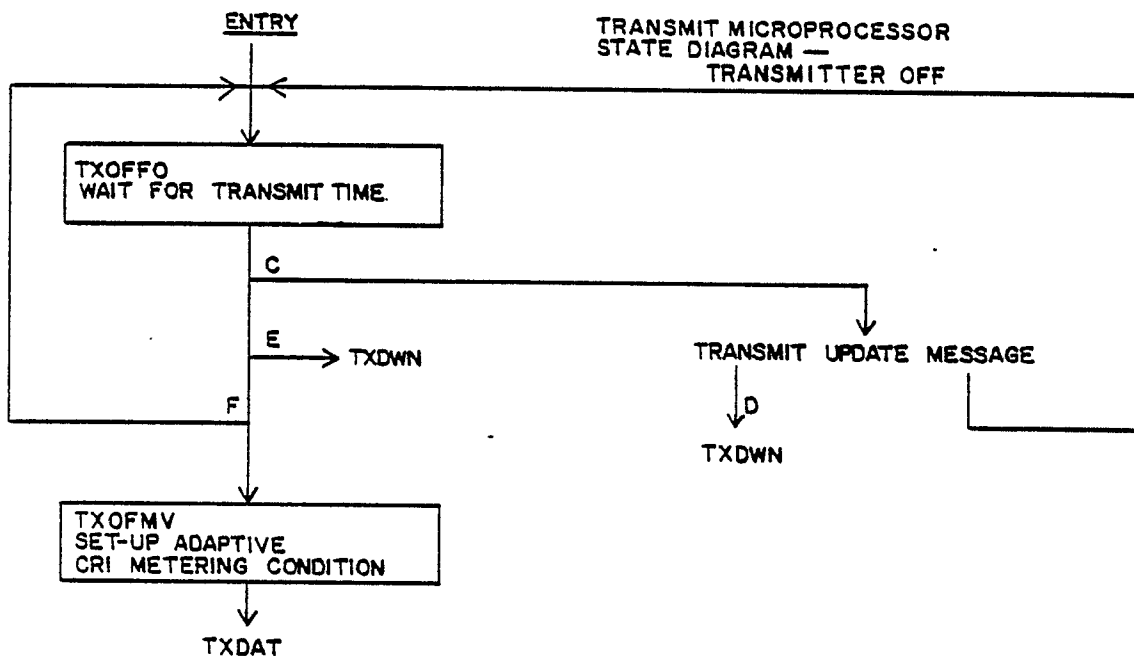 ENTRY
TRANSMIT MICROPROCESSOR
STATE DIAGRAM —
TRANSMITTER OFF
TXOFFO
WAIT FOR TRANSMIT TIME.
C
E
TXDWN
TRANSMIT UPDATE MESSAGE
F
D
TXDWN
TXOFMV
SET-UP ADAPTIVE
CRI METERING CONDITION
TXDAT